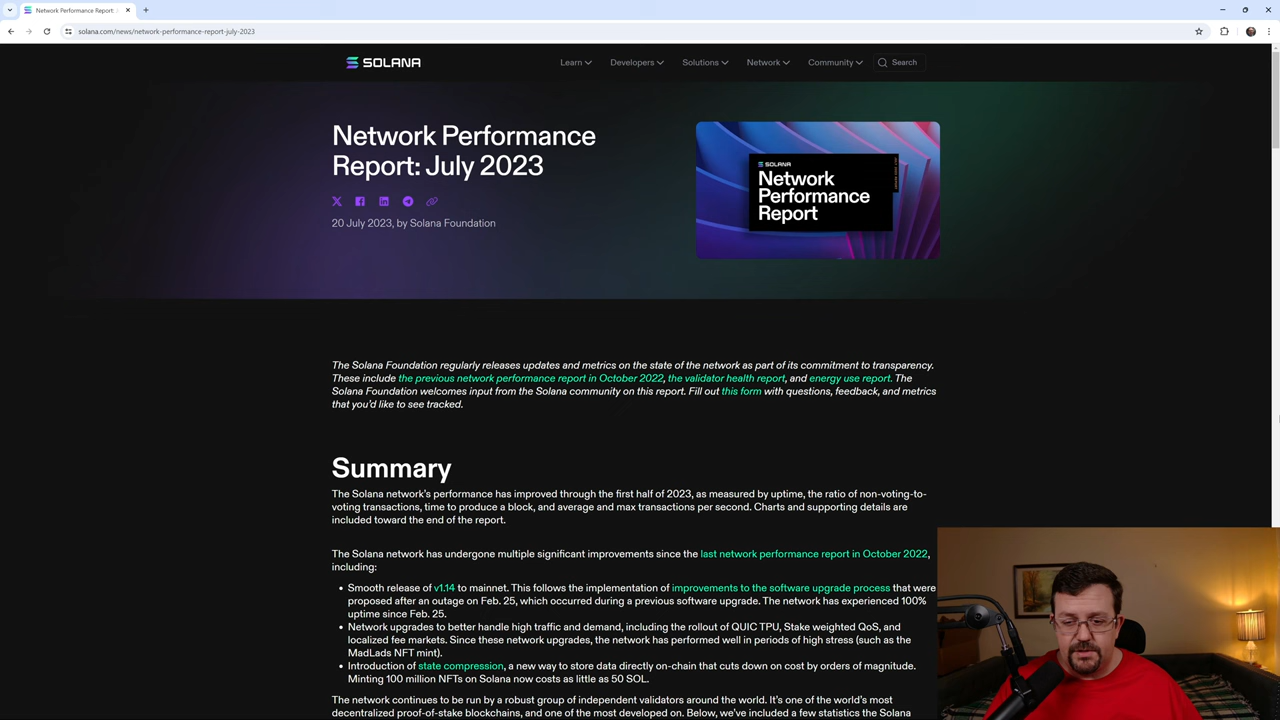 Network Performance Report:
solana.com/news/network-performance-report-july-2023
SOLANA
Learn
Developers
Solutions
Network
Community
Search
Network Performance
Report: July 2023
20 July 2023, by Solana Foundation
SOLANA
Network
Performance
Report
The Solana Foundation regularly releases updates and metrics on the state of the network as part of its commitment to transparency.
These include the previous network performance report in October 2022, the validator health report, and energy use report. The
Solana Foundation welcomes input from the Solana community on this report. Fill out this form with questions, feedback, and metrics
that you'd like to see tracked.
Summary
The Solana network's performance has improved through the first half of 2023, as measured by uptime, the ratio of non-voting-to-
voting transactions, time to produce a block, and average and max transactions per second. Charts and supporting details are
included toward the end of the report.
The Solana network has undergone multiple significant improvements since the last network performance report in October 2022,
including:
• Smooth release of v1.14 to mainnet. This follows the implementation of improvements to the software upgrade process that were
proposed after an outage on Feb. 25, which occurred during a previous software upgrade. The network has experienced 100%
uptime since Feb. 25.
• Network upgrades to better handle high traffic and demand, including the rollout of QUIC TPU, Stake weighted QoS, and
localized fee markets. Since these network upgrades, the network has performed well in periods of high stress (such as the
MadLads NFT mint).
• Introduction of state compression, a new way to store data directly on-chain that cuts down on cost by orders of magnitude.
Minting 100 million NFTs on Solana now costs as little as 50 SOL.
The network continues to be run by a robust group of independent validators around the world. It's one of the world's most
decentralized proof-of-stake blockchains, and one of the most developed on. Below, we've included a few statistics the Solana